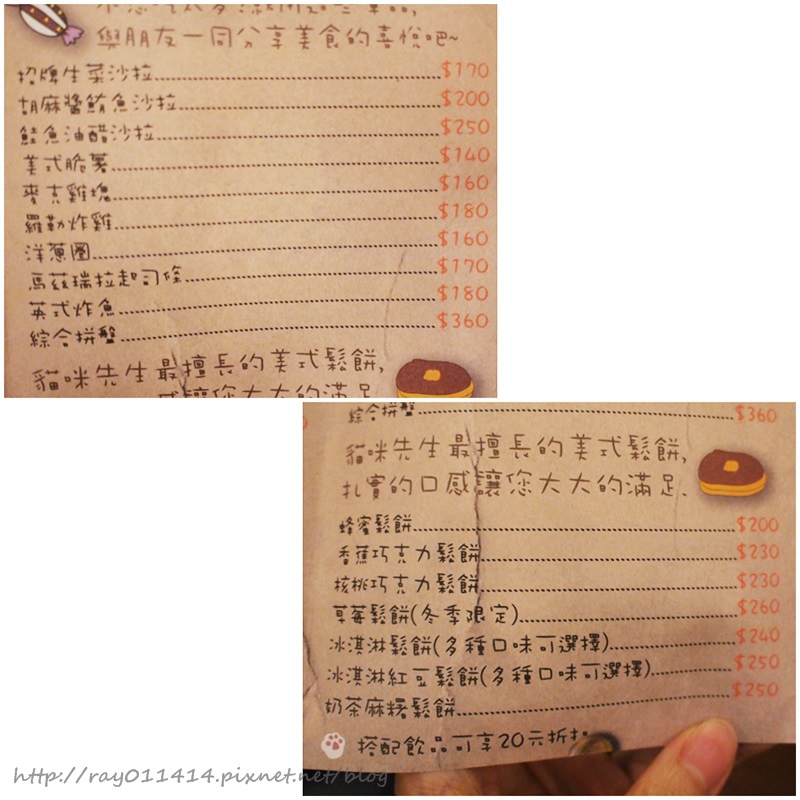 與朋友一同分享美食的喜悅吧~
招牌生菜沙拉 $170
胡麻醬鮪魚沙拉 $200
鮭魚油醋沙拉 $250
美式脆薯 $140
麥克雞塊 $160
羅勒炸雞 $180
洋蔥圈 $160
馬茲瑞拉起司條 $170
英式炸魚 $180
綜合拼盤 $360
貓咪先生最擅長的美式鬆餅,
讓您大大的滿足
綜合拼盤 $360
貓咪先生最擅長的美式鬆餅,
扎實的口感讓您大大的滿足.
蜂蜜鬆餅 $200
香蕉巧克力鬆餅 $230
核桃巧克力鬆餅 $230
草莓鬆餅(冬季限定) $260
冰淇淋鬆餅(多種口味可選擇) $240
冰淇淋紅豆鬆餅(多種口味可選擇) $250
奶茶麻糬鬆餅 $250
搭配飲品可享20元折扣
http://ray011414.pixnet.net/blog